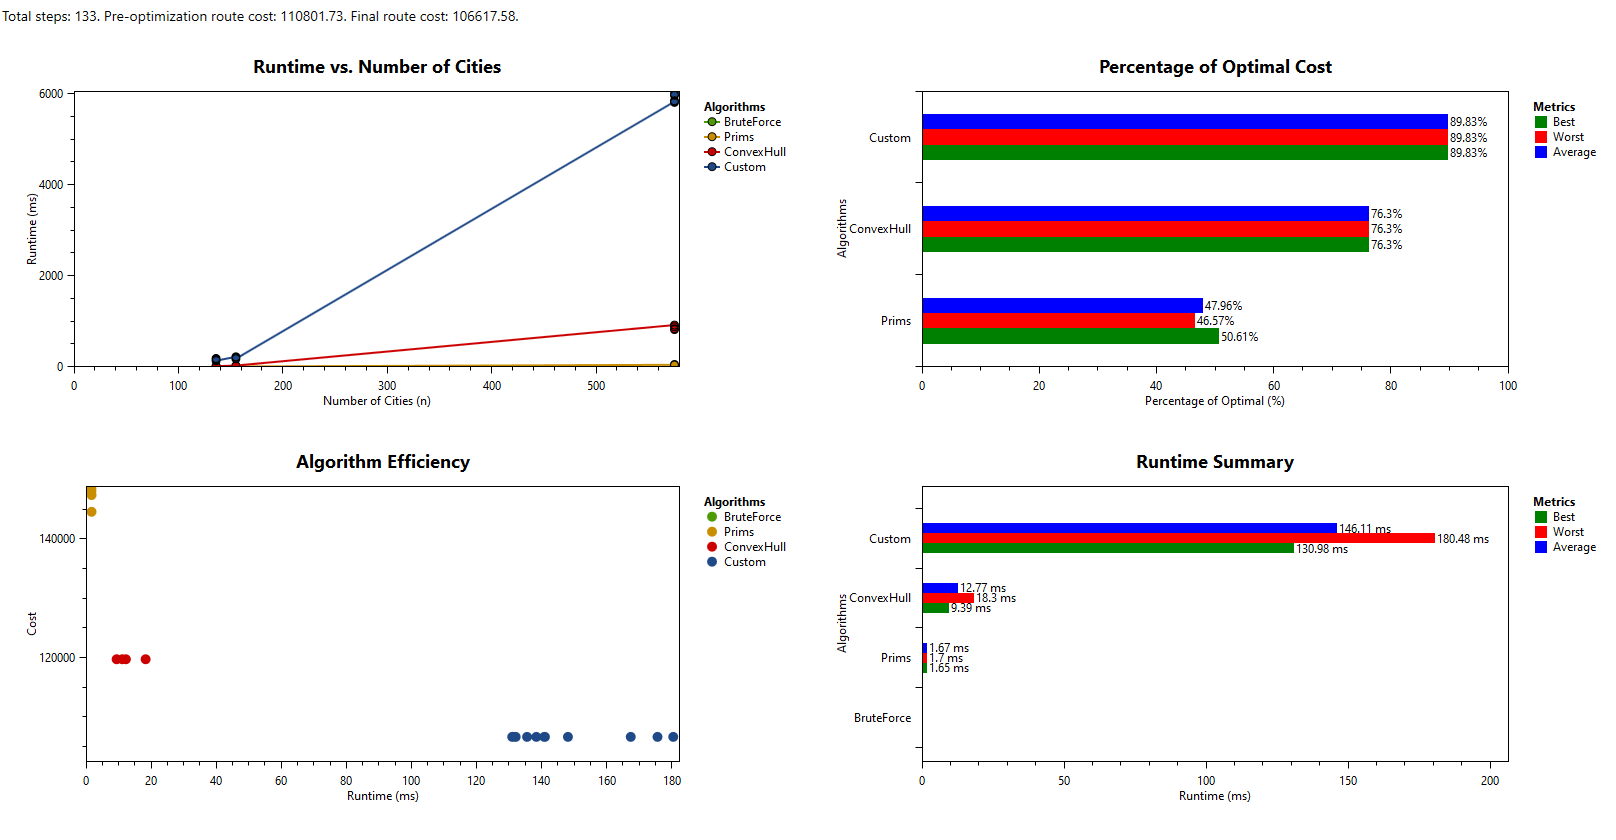 Total steps: 133. Pre-optimization route cost: 110801.73. Final route cost: 106617.58.
Runtime vs. Number of Cities
6000
4000
2000
0
Runtime (ms)
0 100 200 300 400 500
Number of Cities (n)
Algorithms
BruteForce
Prims
ConvexHull
Custom
Percentage of Optimal Cost
Algorithms
Custom
89.83%
89.83%
89.83%
ConvexHull
76.3%
76.3%
76.3%
Prims
47.96%
46.57%
50.61%
0 20 40 60 80 100
Percentage of Optimal (%)
Metrics
Best
Worst
Average
Algorithm Efficiency
140000
120000
Cost
0 20 40 60 80 100 120 140 160 180
Runtime (ms)
Algorithms
BruteForce
Prims
ConvexHull
Custom
Runtime Summary
Algorithms
Custom
146.11 ms
180.48 ms
130.98 ms
ConvexHull
12.77 ms
18.3 ms
9.39 ms
Prims
1.67 ms
1.7 ms
1.65 ms
BruteForce
0 50 100 150 200
Runtime (ms)
Metrics
Best
Worst
Average